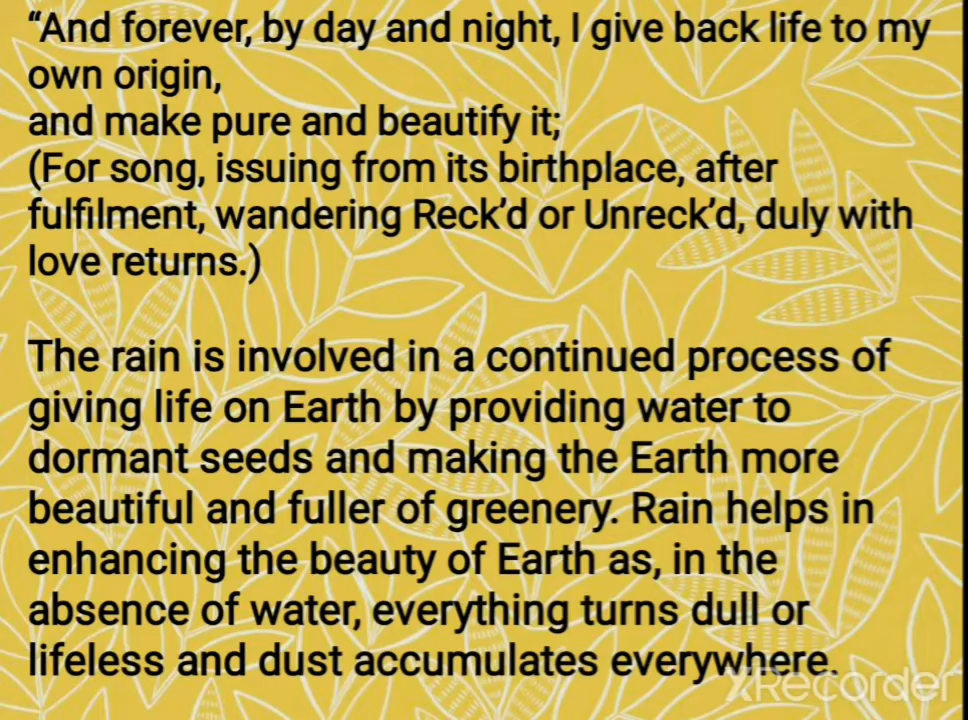 “And forever, by day and night, I give back life to my
own origin,
and make pure and beautify it;
(For song, issuing from its birthplace, after
fulfilment, wandering Reck’d or Unreck’d, duly with
love returns.)
The rain is involved in a continued process of
giving life on Earth by providing water to
dormant seeds and making the Earth more
beautiful and fuller of greenery. Rain helps in
enhancing the beauty of Earth as, in the
absence of water, everything turns dull or
lifeless and dust accumulates everywhere.
XRecorder